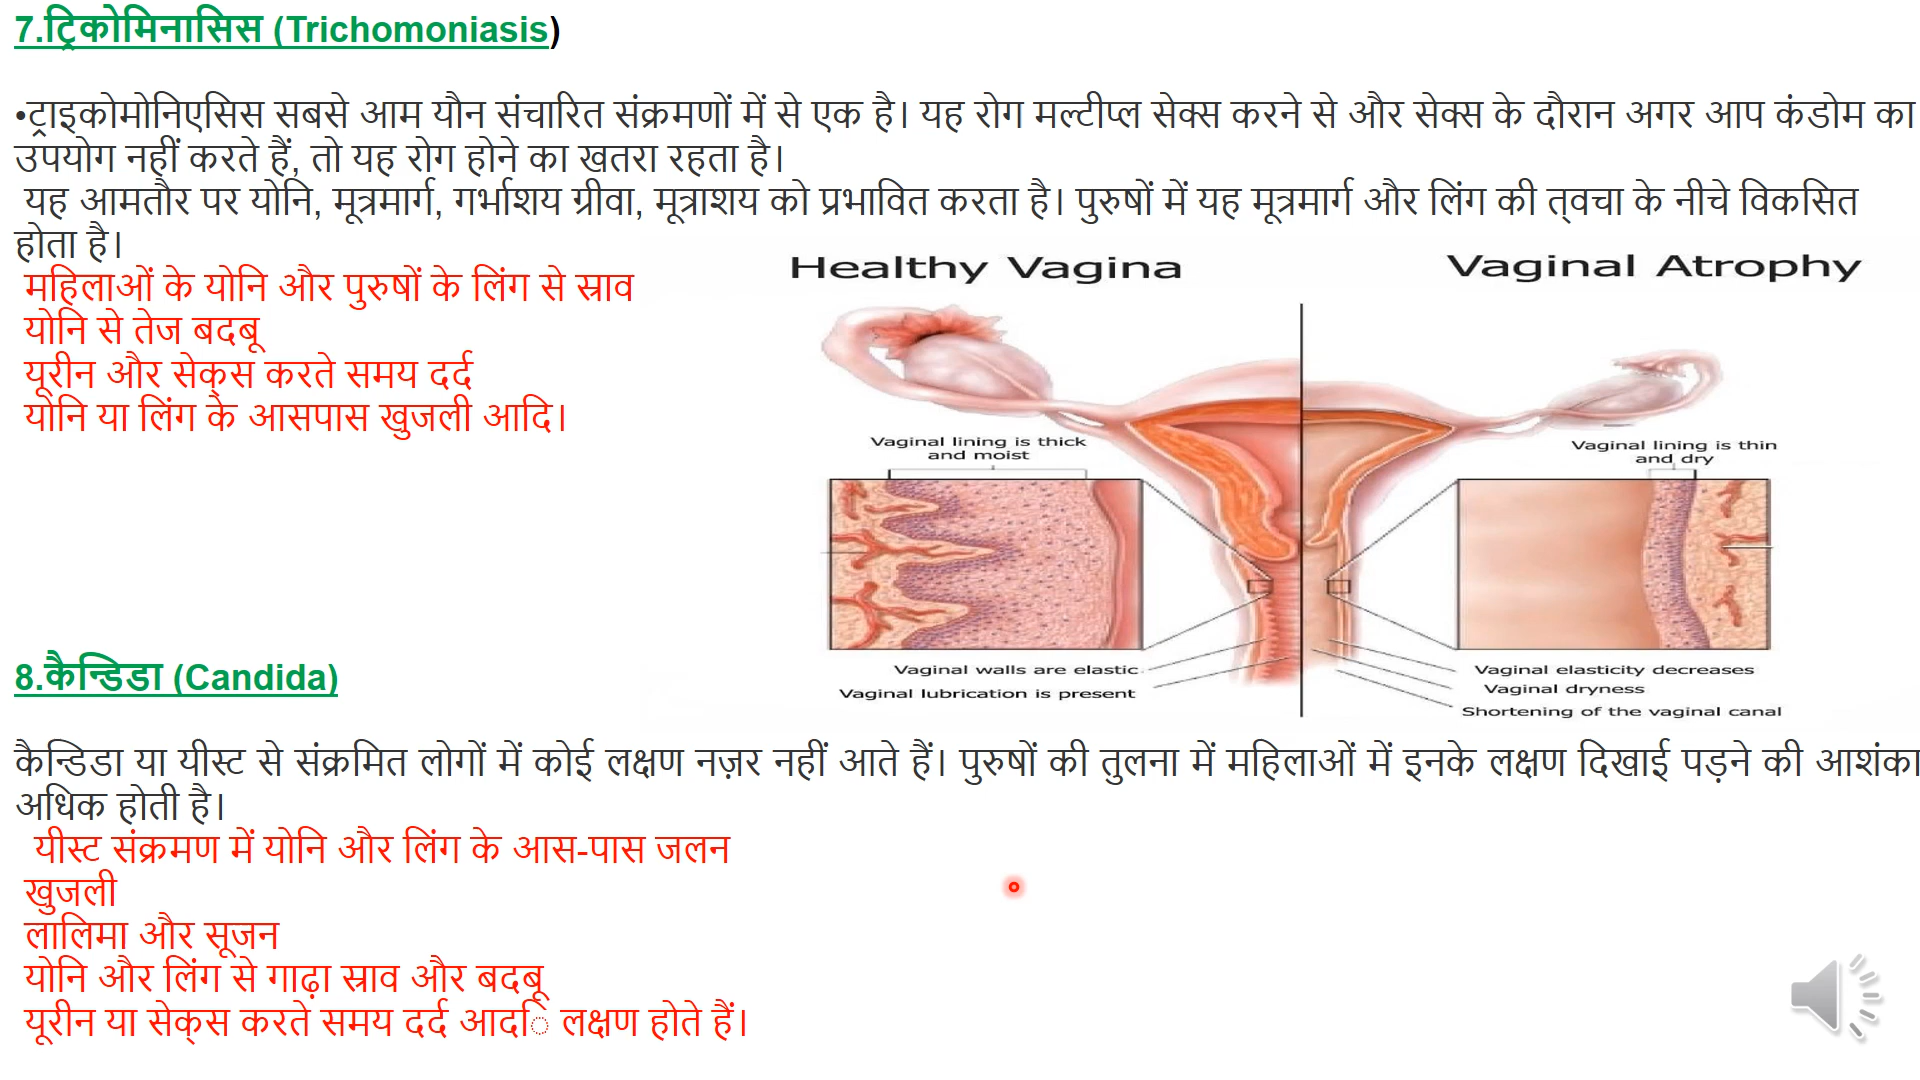 7.ट्रिकोमिनासिस (Trichomoniasis)
•ट्राइकोमोनिएसिस सबसे आम यौन संचारित संक्रमणों में से एक है। यह रोग मल्टीप्ल सेक्स करने से और सेक्स के दौरान अगर आप कंडोम का
उपयोग नहीं करते हैं, तो यह रोग होने का खतरा रहता है।
यह आमतौर पर योनि, मूत्रमार्ग, गर्भाशय ग्रीवा, मूत्राशय को प्रभावित करता है। पुरुषों में यह मूत्रमार्ग और लिंग की त्वचा के नीचे विकसित
होता है।
महिलाओं के योनि और पुरुषों के लिंग से स्राव
योनि से तेज बदबू
यूरीन और सेक्स करते समय दर्द
योनि या लिंग के आसपास खुजली आदि।
Healthy Vagina
Vaginal Atrophy
Vaginal lining is thick
and moist
Vaginal lining is thin
and dry
Vaginal walls are elastic
Vaginal lubrication is present
Vaginal elasticity decreases
Vaginal dryness
Shortening of the vaginal canal
8.कैन्डिडा (Candida)
कैन्डिडा या यीस्ट से संक्रमित लोगों में कोई लक्षण नज़र नहीं आते हैं। पुरुषों की तुलना में महिलाओं में इनके लक्षण दिखाई पड़ने की आशंका
अधिक होती है।
यीस्ट संक्रमण में योनि और लिंग के आस-पास जलन
खुजली
लालिमा और सूजन
योनि और लिंग से गाढ़ा स्राव और बदबू
यूरीन या सेक्स करते समय दर्द आदि लक्षण होते हैं।